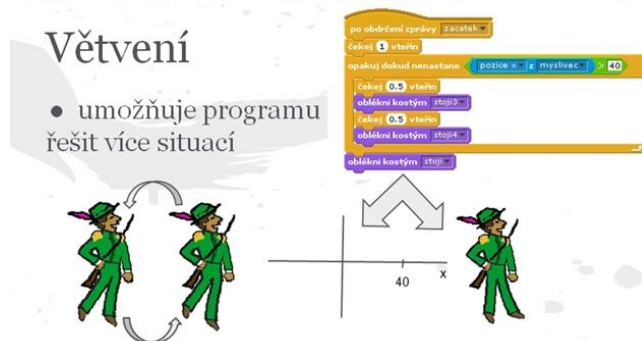 Větvení
● umožňuje programu
řešit více situací
po obdržení zprávy zacatek
čekej 1 vteřin
opakuj dokud nenastane pozice x z myslivec > 40
čekej 0.5 vteřin
oblékni kostým stoji3
čekej 0.5 vteřin
oblékni kostým stoji4
oblékni kostým stoji
40
x